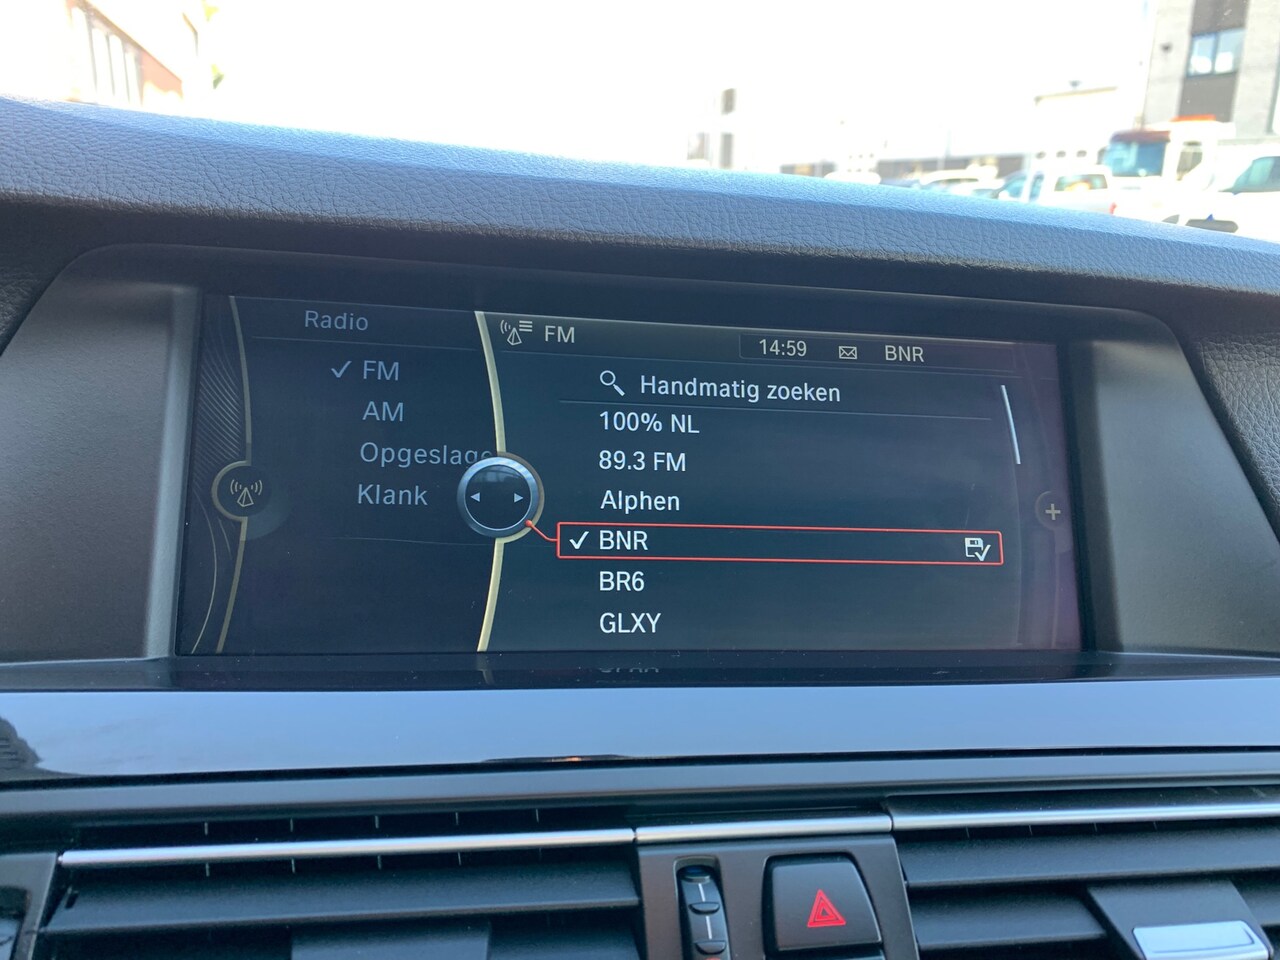 Radio
FM
AM
Opgeslage
Klank
FM
14:59
BNR
Handmatig zoeken
100% NL
89.3 FM
Alphen
BNR
BR6
GLXY